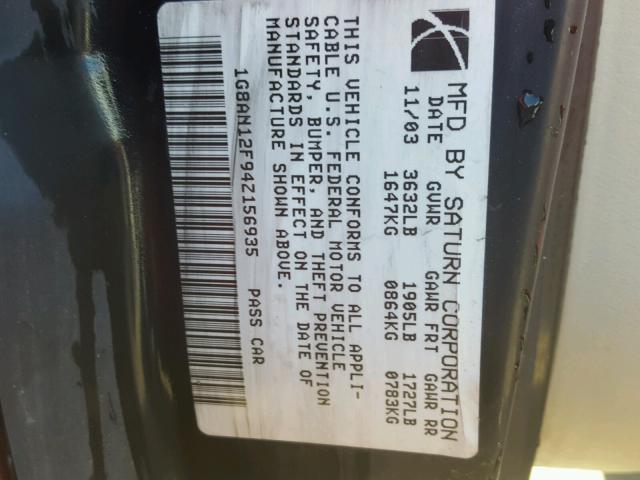 MFD BY SATURN CORPORATION
DATE GVWR GAWR FRT GAWR RR
11/03 3632LB 1905LB 1727LB
1647KG 0864KG 0783KG
THIS VEHICLE CONFORMS TO ALL APPLI-
CABLE U.S. FEDERAL MOTOR VEHICLE
SAFETY, BUMPER, AND THEFT PREVENTION
STANDARDS IN EFFECT ON THE DATE OF
MANUFACTURE SHOWN ABOVE.
1G8AN12F94Z156935 PASS CAR